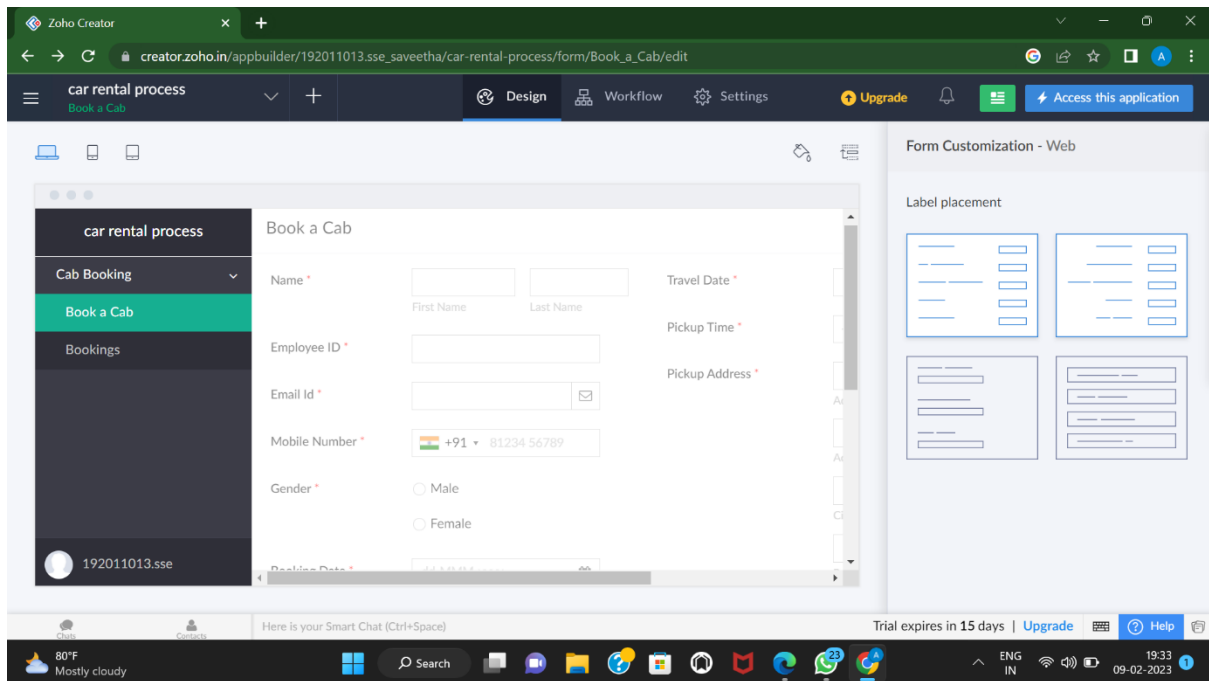 Zoho Creator
creator.zoho.in/appbuilder/192011013.sse_saveetha/car-rental-process/form/Book_a_Cab/edit
A
car rental process
Book a Cab
Design
Workflow
Settings
Upgrade
Access this application
Form Customization - Web
Label placement
car rental process
Cab Booking
Book a Cab
Bookings
192011013.sse
Book a Cab
Name *
First Name
Last Name
Employee ID *
Email Id *
Mobile Number *
+91 81234 56789
Gender *
Male
Female
Booking Date *
Travel Date *
Pickup Time *
Pickup Address *
Chats
Contacts
Here is your Smart Chat (Ctrl+Space)
Trial expires in 15 days | Upgrade
Help
80°F
Mostly cloudy
Search
23
ENG
IN
19:33
09-02-2023
1